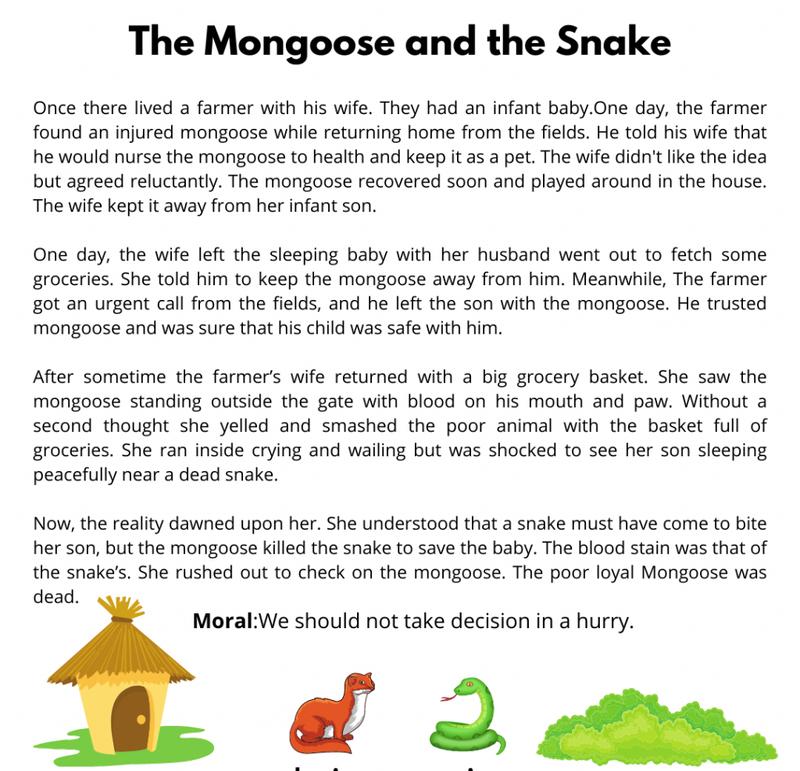 The Mongoose and the Snake
Once there lived a farmer with his wife. They had an infant baby.One day, the farmer
found an injured mongoose while returning home from the fields. He told his wife that
he would nurse the mongoose to health and keep it as a pet. The wife didn't like the idea
but agreed reluctantly. The mongoose recovered soon and played around in the house.
The wife kept it away from her infant son.
One day, the wife left the sleeping baby with her husband went out to fetch some
groceries. She told him to keep the mongoose away from him. Meanwhile, The farmer
got an urgent call from the fields, and he left the son with the mongoose. He trusted
mongoose and was sure that his child was safe with him.
After sometime the farmer’s wife returned with a big grocery basket. She saw the
mongoose standing outside the gate with blood on his mouth and paw. Without a
second thought she yelled and smashed the poor animal with the basket full of
groceries. She ran inside crying and wailing but was shocked to see her son sleeping
peacefully near a dead snake.
Now, the reality dawned upon her. She understood that a snake must have come to bite
her son, but the mongoose killed the snake to save the baby. The blood stain was that of
the snake’s. She rushed out to check on the mongoose. The poor loyal Mongoose was
dead.
Moral:We should not take decision in a hurry.